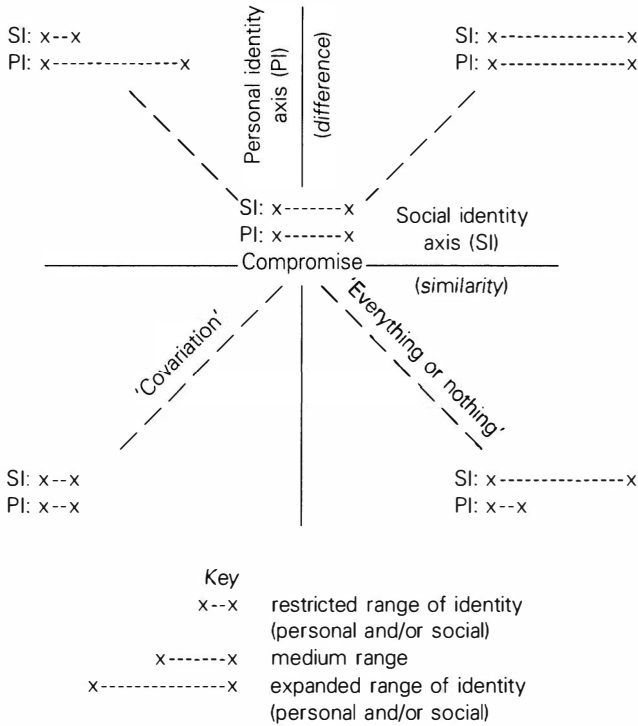 SI: x--x
PI: x--------------x
Personal identity
axis (PI)
(difference)
SI: x--------------x
PI: x--------------x
SI: x-------x
PI: x-------x
Compromise
Social identity
axis (SI)
(similarity)
'Covariation'
'Everything or nothing'
SI: x--x
PI: x--x
SI: x--------------x
PI: x--x
Key
x--x restricted range of identity
(personal and/or social)
x-------x medium range
x--------------x expanded range of identity
(personal and/or social)